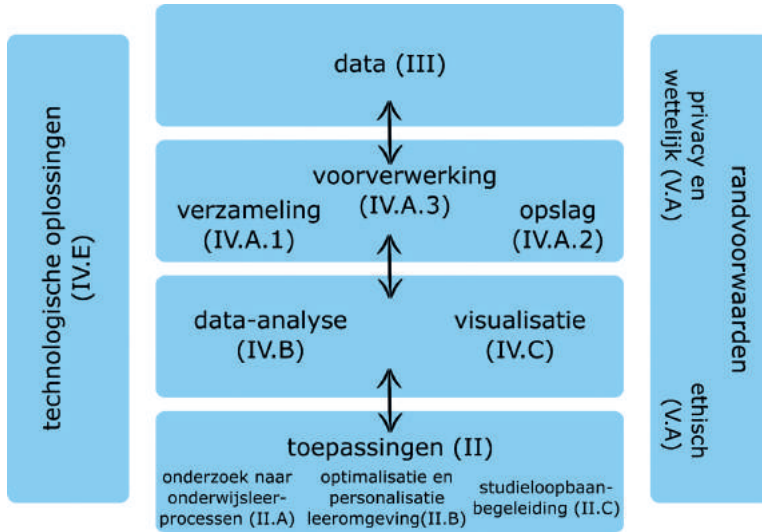 technologische oplossingen
(IV.E)
data (III)
voorverwerking
(IV.A.3)
verzameling
(IV.A.1)
opslag
(IV.A.2)
data-analyse
(IV.B)
visualisatie
(IV.C)
toepassingen (II)
onderzoek naar
onderwijsleer-
processen (II.A)
optimalisatie en
personalisatie
leeromgeving(II.B)
studieloopbaan-
begeleiding (II.C)
randvoorwaarden
privacy en
wettelijk (V.A)
ethisch
(V.A)